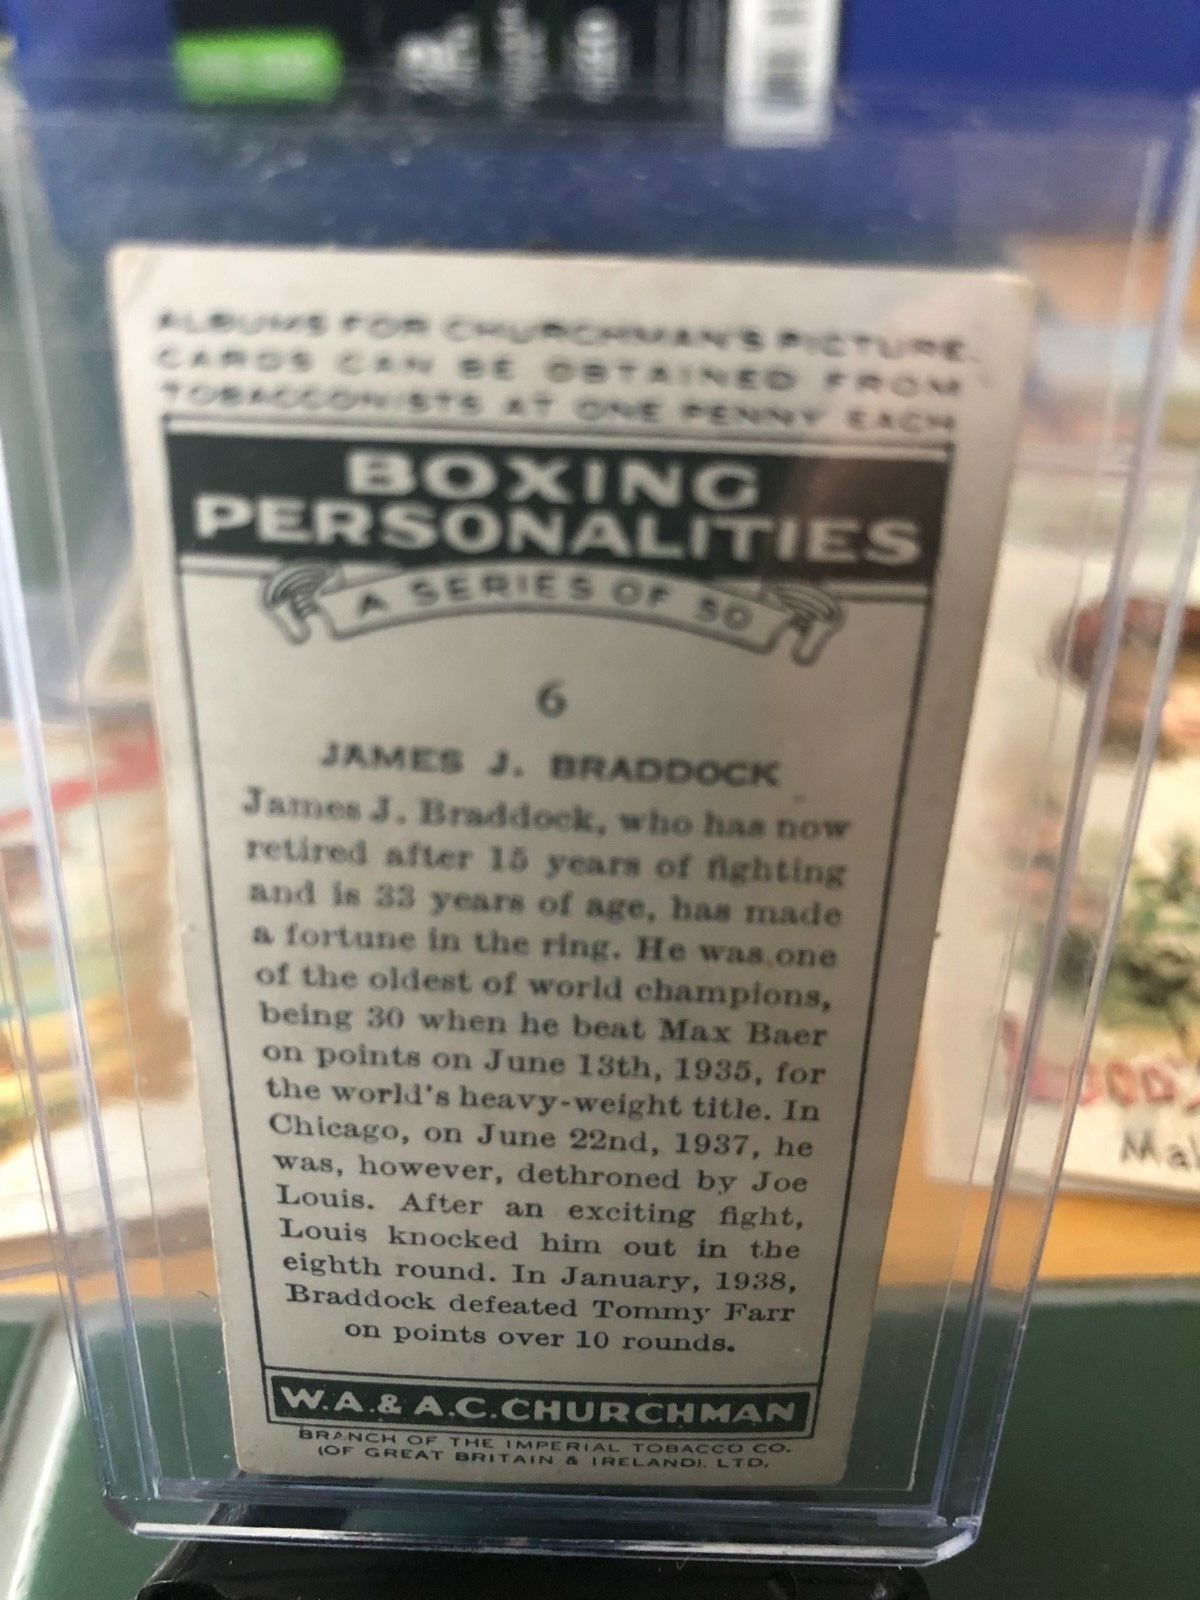 ALBUMS FOR CHURCHMAN'S PICTURE
CARDS CAN BE OBTAINED FROM
TOBACCONISTS AT ONE PENNY EACH
BOXING
PERSONALITIES
A SERIES OF 50
6
JAMES J. BRADDOCK
James J. Braddock, who has now
retired after 15 years of fighting
and is 33 years of age, has made
a fortune in the ring. He was one
of the oldest of world champions,
being 30 when he beat Max Baer
on points on June 13th, 1935, for
the world's heavy-weight title. In
Chicago, on June 22nd, 1937, he
was, however, dethroned by Joe
Louis. After an exciting fight,
Louis knocked him out in the
eighth round. In January, 1938,
Braddock defeated Tommy Farr
on points over 10 rounds.
W.A.& A.C.CHURCHMAN
BRANCH OF THE IMPERIAL TOBACCO CO.
(OF GREAT BRITAIN & IRELAND), LTD.